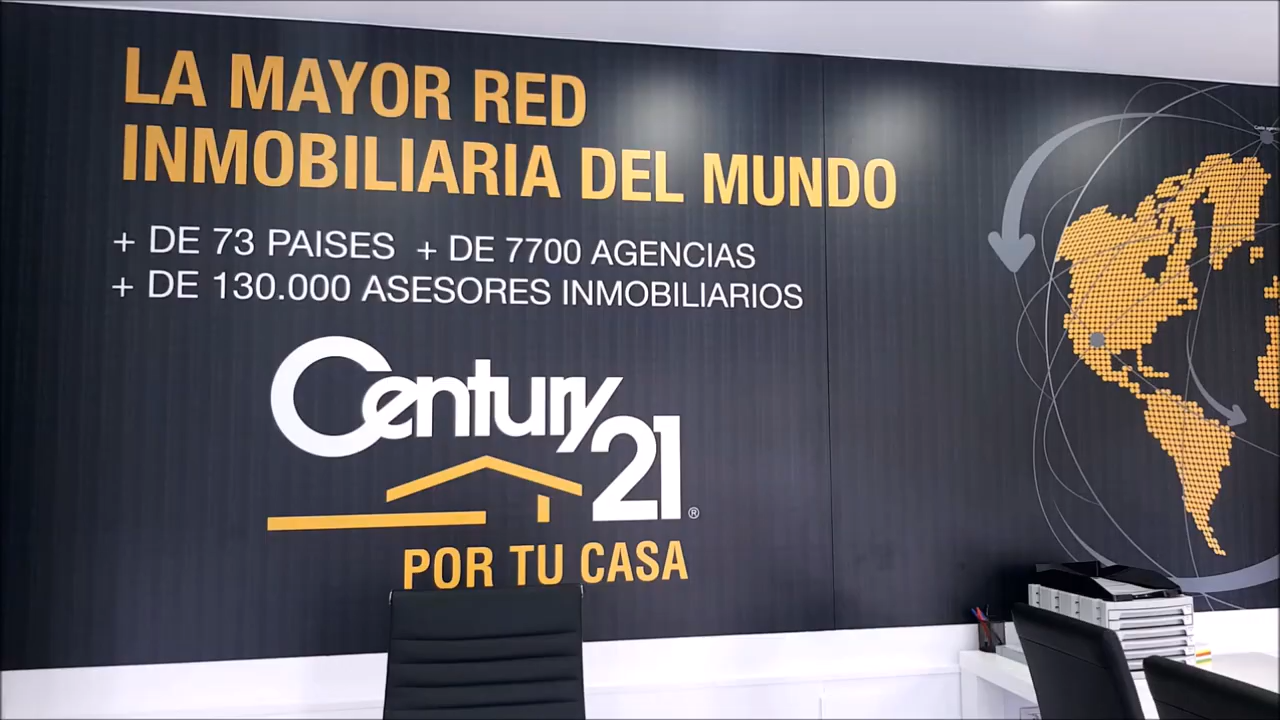 LA MAYOR RED
INMOBILIARIA DEL MUNDO
+ DE 73 PAISES + DE 7700 AGENCIAS
+ DE 130.000 ASESORES INMOBILIARIOS
Century
21®
POR TU CASA